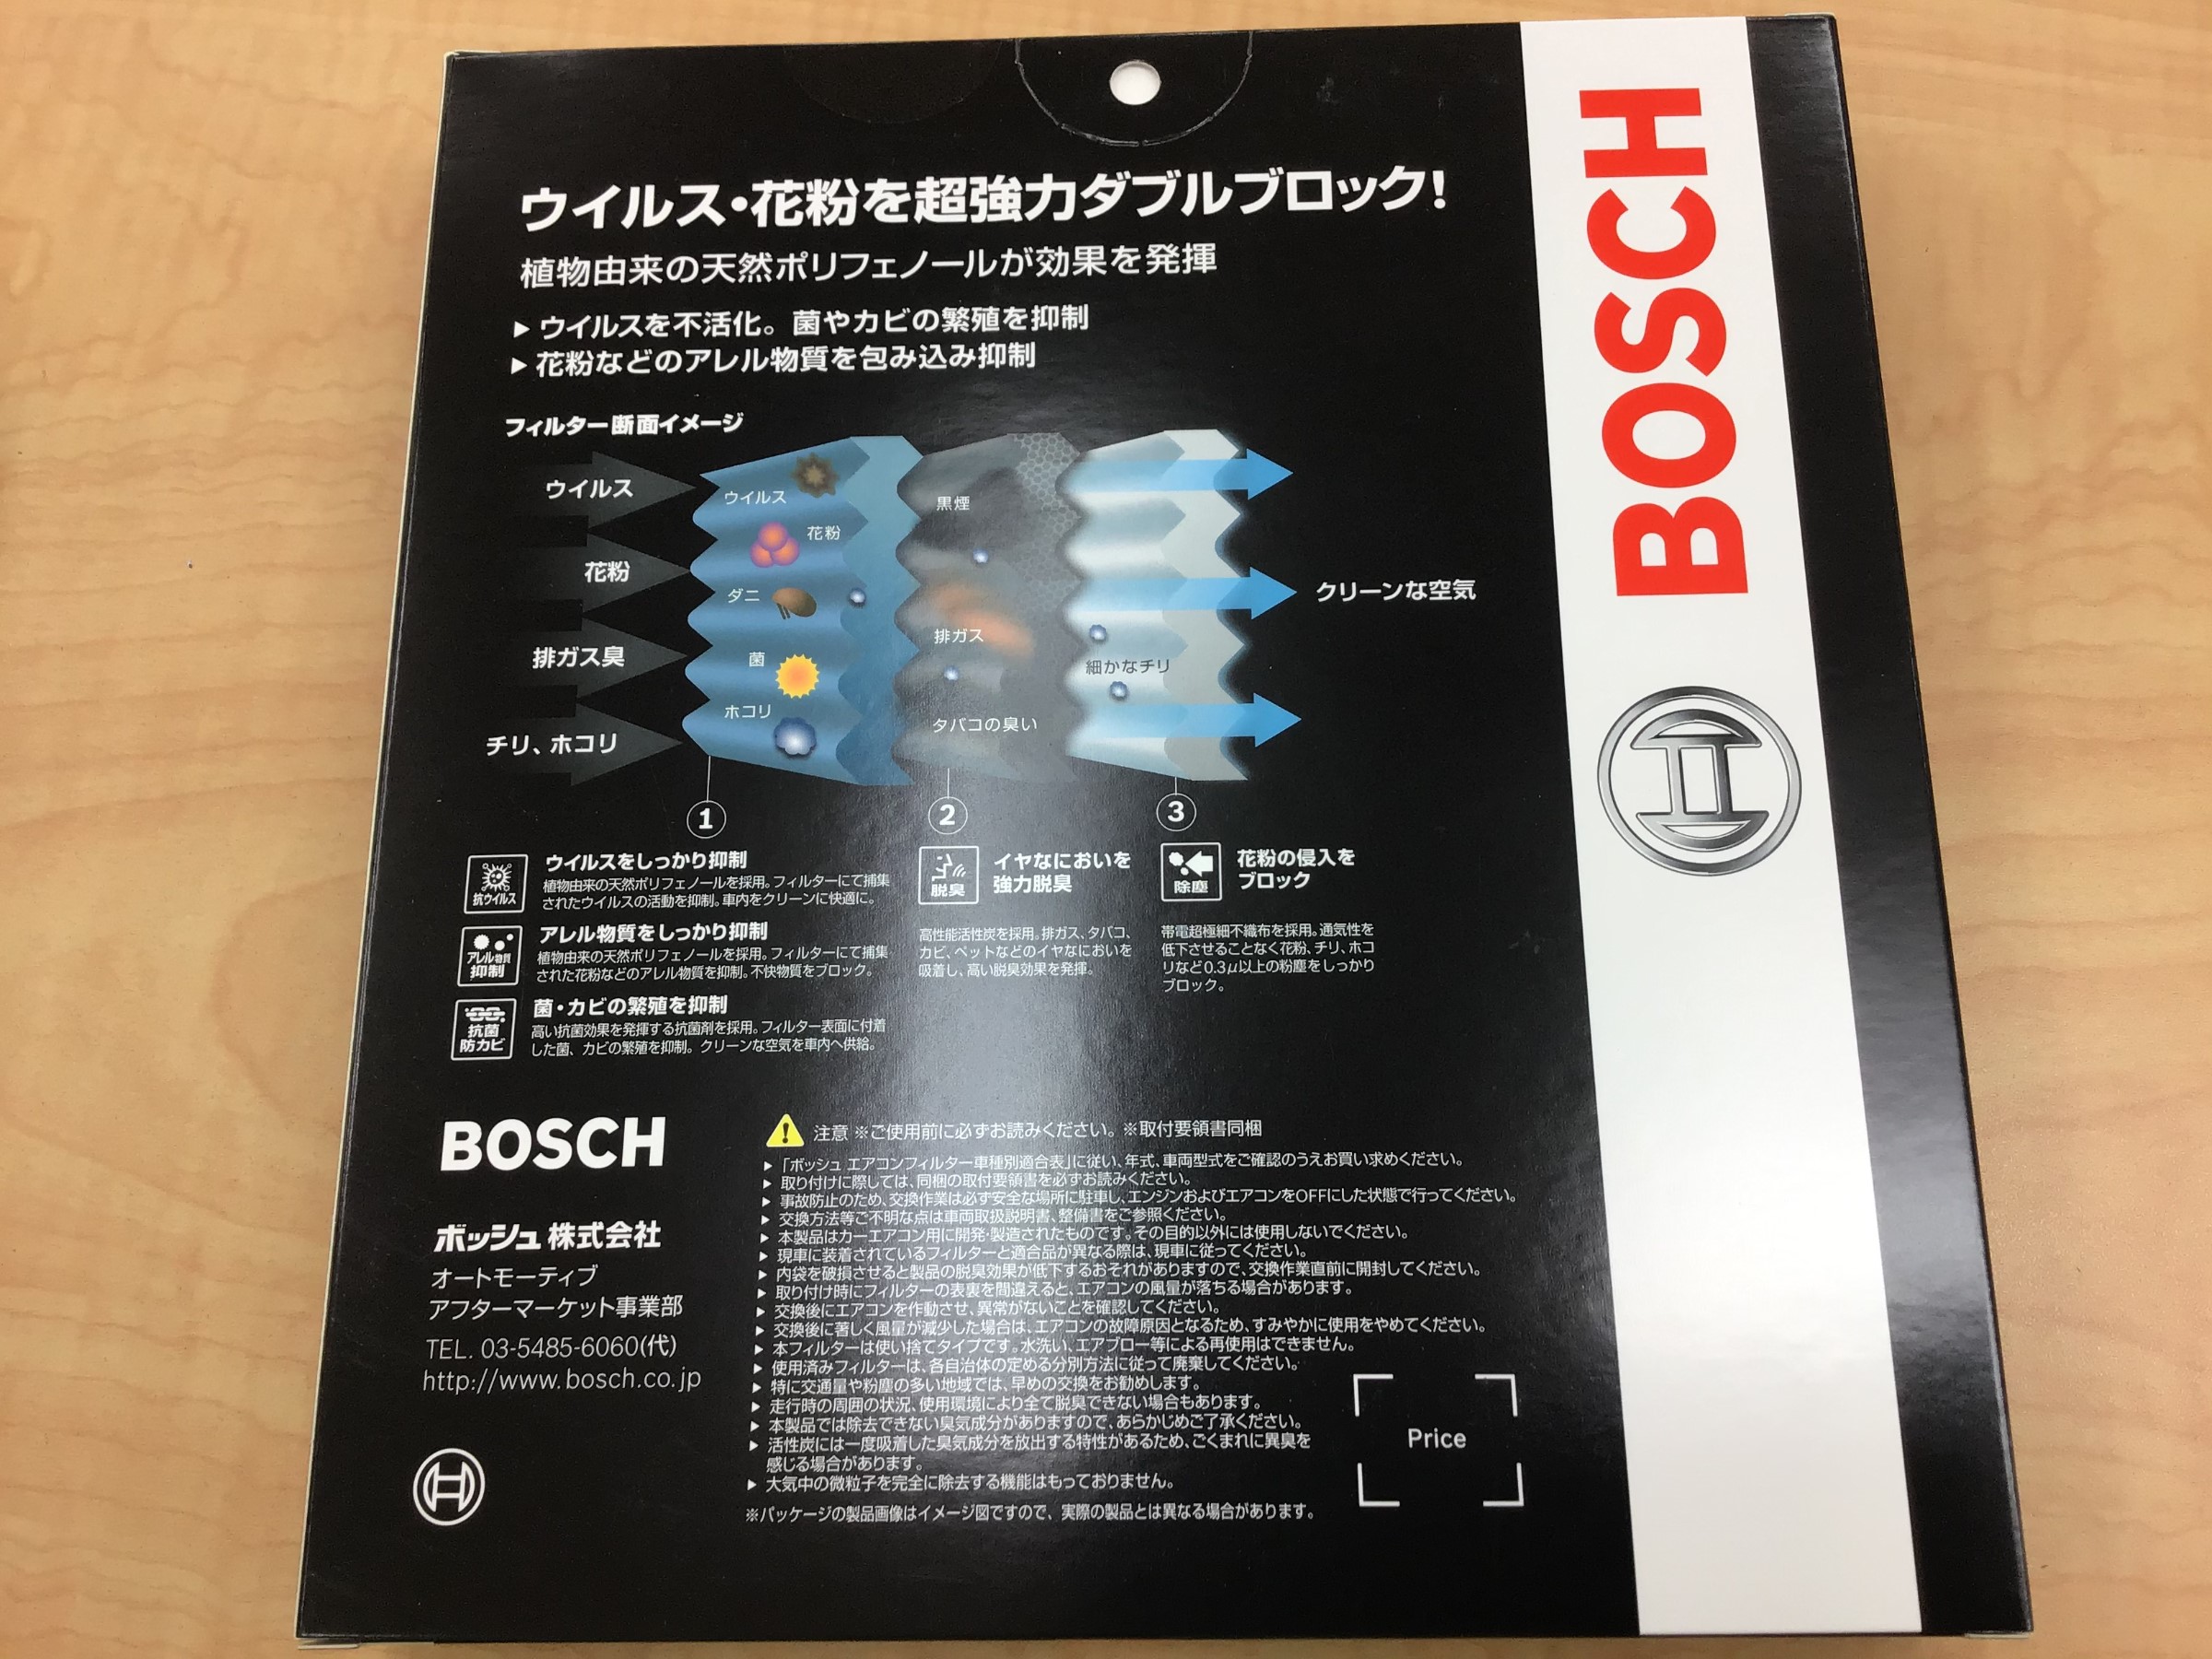 ウイルス・花粉を超強力ダブルブロック!
植物由来の天然ポリフェノールが効果を発揮
▶ ウイルスを不活化。菌やカビの繁殖を抑制
▶ 花粉などのアレル物質を包み込み抑制
フィルター断面イメージ
ウイルス
花粉
排ガス臭
チリ、ホコリ
ウイルス
花粉
ダニ
菌
ホコリ
黒煙
排ガス
タバコの臭い
細かなチリ
クリーンな空気
1
2
3
抗ウイルス
ウイルスをしっかり抑制
植物由来の天然ポリフェノールを採用。フィルターにて捕集
されたウイルスの活動を抑制。車内をクリーンに快適に。
アレル物質
抑制
アレル物質をしっかり抑制
植物由来の天然ポリフェノールを採用。フィルターにて捕集
された花粉などのアレル物質を抑制。不快物質をブロック。
抗菌
防カビ
菌・カビの繁殖を抑制
高い抗菌効果を発揮する抗菌剤を採用。フィルター表面に付着
した菌、カビの繁殖を抑制。クリーンな空気を車内へ供給。
脱臭
イヤなにおいを
強力脱臭
高性能活性炭を採用。排ガス、タバコ、
カビ、ペットなどのイヤなにおいを
吸着し、高い脱臭効果を発揮。
除塵
花粉の侵入を
ブロック
帯電超極細不織布を採用。通気性を
低下させることなく花粉、チリ、ホコ
リなど0.3μ以上の粉塵をしっかり
ブロック。
BOSCH
ボッシュ株式会社
オートモーティブ
アフターマーケット事業部
TEL. 03-5485-6060(代)
http://www.bosch.co.jp
注意 ※ご使用前に必ずお読みください。※取付要領書同梱
▶ 「ボッシュ エアコンフィルター車種別適合表」に従い、年式、車両型式をご確認のうえお買い求めください。
▶ 取り付けに際しては、同梱の取付要領書を必ずお読みください。
▶ 事故防止のため、交換作業は必ず安全な場所に駐車し、エンジンおよびエアコンをOFFにした状態で行ってください。
▶ 交換方法等ご不明な点は車両取扱説明書、整備書をご参照ください。
▶ 本製品はカーエアコン用に開発・製造されたものです。その目的以外には使用しないでください。
▶ 現車に装着されているフィルターと適合品が異なる際は、現車に従ってください。
▶ 内袋を破損させると製品の脱臭効果が低下するおそれがありますので、交換作業直前に開封してください。
▶ 取り付け時にフィルターの表裏を間違えると、エアコンの風量が落ちる場合があります。
▶ 交換後にエアコンを作動させ、異常がないことを確認してください。
▶ 交換後に著しく風量が減少した場合は、エアコンの故障原因となるため、すみやかに使用をやめてください。
▶ 本フィルターは使い捨てタイプです。水洗い、エアブロー等による再使用はできません。
▶ 使用済みフィルターは、各自治体の定める分別方法に従って廃棄してください。
▶ 特に交通量や粉塵の多い地域では、早めの交換をお勧めします。
▶ 走行時の周囲の状況、使用環境により全て脱臭できない場合もあります。
▶ 本製品では除去できない臭気成分がありますので、あらかじめご了承ください。
▶ 活性炭には一度吸着した臭気成分を放出する特性があるため、ごくまれに異臭を
感じる場合があります。
▶ 大気中の微粒子を完全に除去する機能はもっておりません。
※パッケージの製品画像はイメージ図ですので、実際の製品とは異なる場合があります。
Price
BOSCH